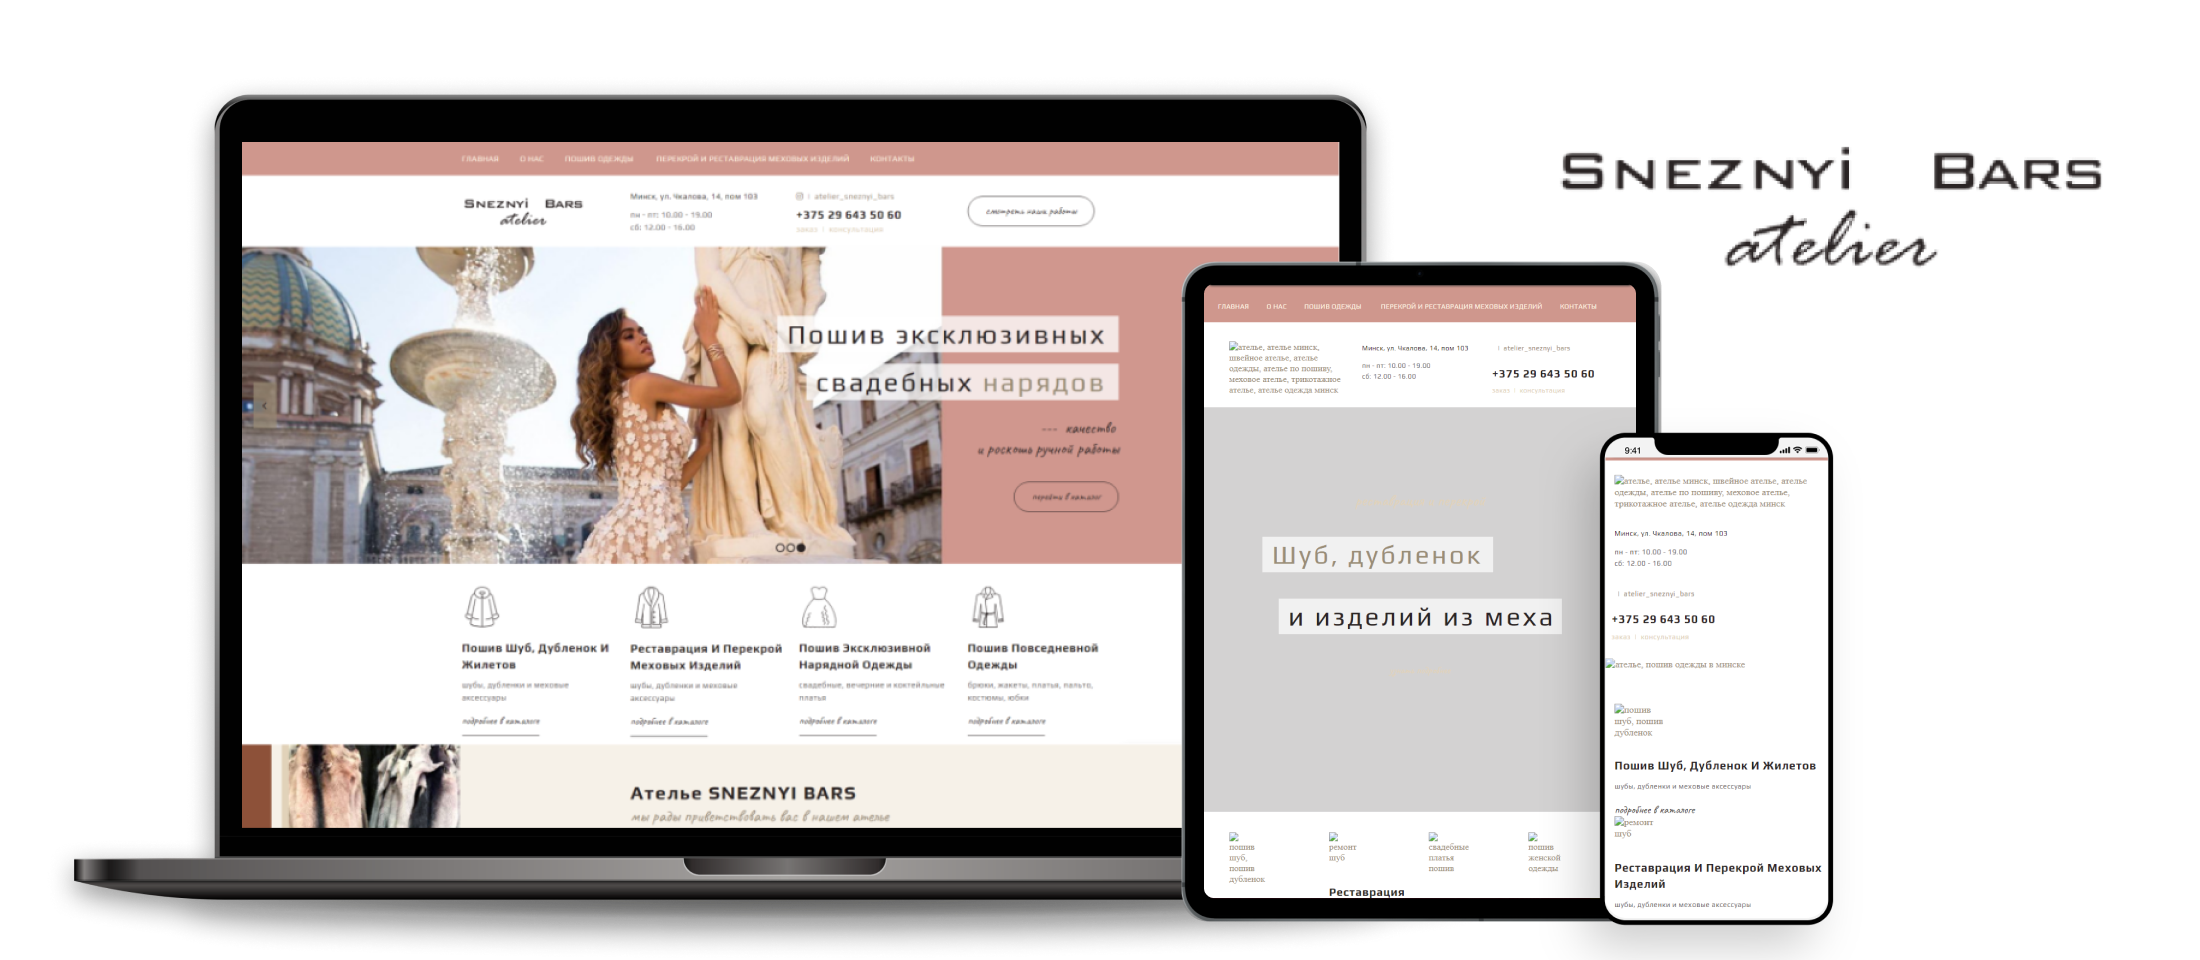 ГЛАВНАЯ О НАС ПОШИВ ОДЕЖДЫ ПЕРЕКРОЙ И РЕСТАВРАЦИЯ МЕХОВЫХ ИЗДЕЛИЙ КОНТАКТЫ
SNEZNYI BARS
atelier
Минск, ул. Чкалова, 14, пом 103
пн - пт: 10.00 - 19.00
сб: 12.00 - 16.00
| atelier_sneznyi_bars
+375 29 643 50 60
заказ | консультация
смотреть наши работы
Пошив эксклюзивных
свадебных нарядов
--- качество
и роскошь ручной работы
перейти в каталог
Пошив Шуб, Дубленок И
Жилетов
шубы, дубленки и меховые
аксессуары
подробнее в каталоге
Реставрация И Перекрой
Меховых Изделий
шубы, дубленки и меховые
аксессуары
подробнее в каталоге
Пошив Эксклюзивной
Нарядной Одежды
свадебные, вечерние и коктейльные
платья
подробнее в каталоге
Пошив Повседневной
Одежды
брюки, жакеты, платья, пальто,
костюмы, юбки
подробнее в каталоге
Ателье SNEZNYI BARS
мы рады приветствовать вас в нашем ателье
SNEZNYI BARS
atelier
ГЛАВНАЯ О НАС ПОШИВ ОДЕЖДЫ ПЕРЕКРОЙ И РЕСТАВРАЦИЯ МЕХОВЫХ ИЗДЕЛИЙ КОНТАКТЫ
ателье, ателье минск,
швейное ателье, ателье
одежды, ателье по пошиву,
меховое ателье, трикотажное
ателье, ателье одежда минск
Минск, ул. Чкалова, 14, пом 103
пн - пт: 10.00 - 19.00
сб: 12.00 - 16.00
| atelier_sneznyi_bars
+375 29 643 50 60
заказ | консультация
Шуб, дубленок
и изделий из меха
пошив
шуб,
пошив
дубленок
ремонт
шуб
Реставрация
свадебные
платья
пошив
пошив
женской
одежды
9:41
ателье, ателье минск, швейное ателье, ателье
одежды, ателье по пошиву, меховое ателье,
трикотажное ателье, ателье одежда минск
Минск, ул. Чкалова, 14, пом 103
пн - пт: 10.00 - 19.00
сб: 12.00 - 16.00
| atelier_sneznyi_bars
+375 29 643 50 60
заказ | консультация
ателье, пошив одежды в минске
пошив
шуб, пошив
дубленок
Пошив Шуб, Дубленок И Жилетов
шубы, дубленки и меховые аксессуары
подробнее в каталоге
ремонт
шуб
Реставрация И Перекрой Меховых
Изделий
шубы, дубленки и меховые аксессуары